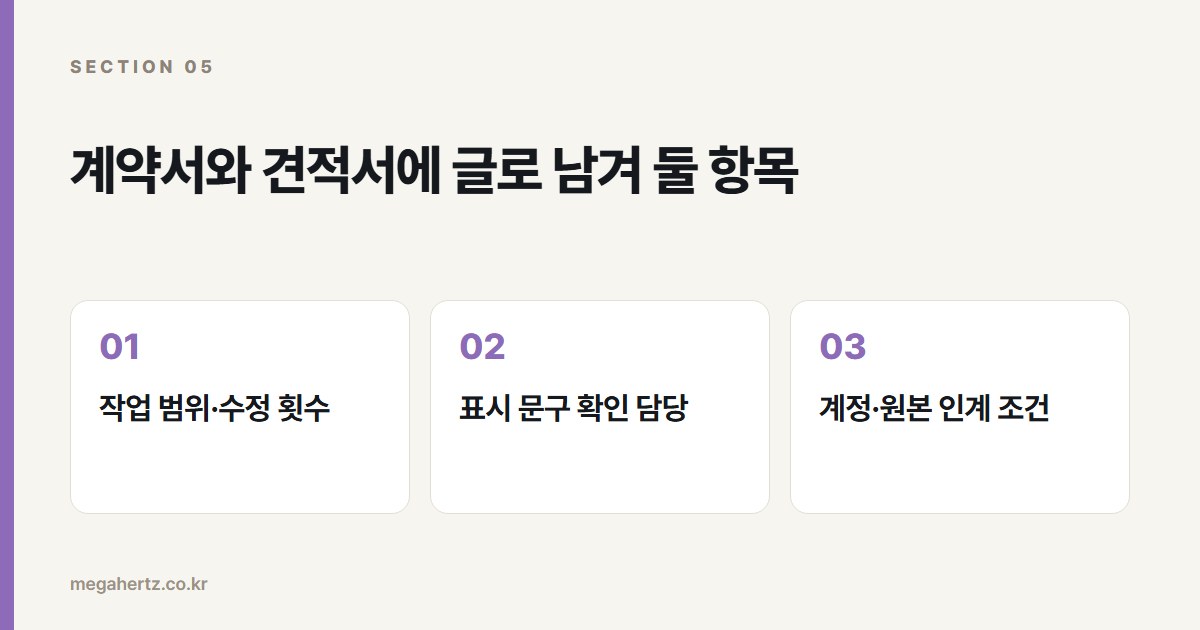 SECTION 05
계약서와 견적서에 글로 남겨 둘 항목
01
작업 범위·수정 횟수
02
표시 문구 확인 담당
03
계정·원본 인계 조건
megahertz.co.kr